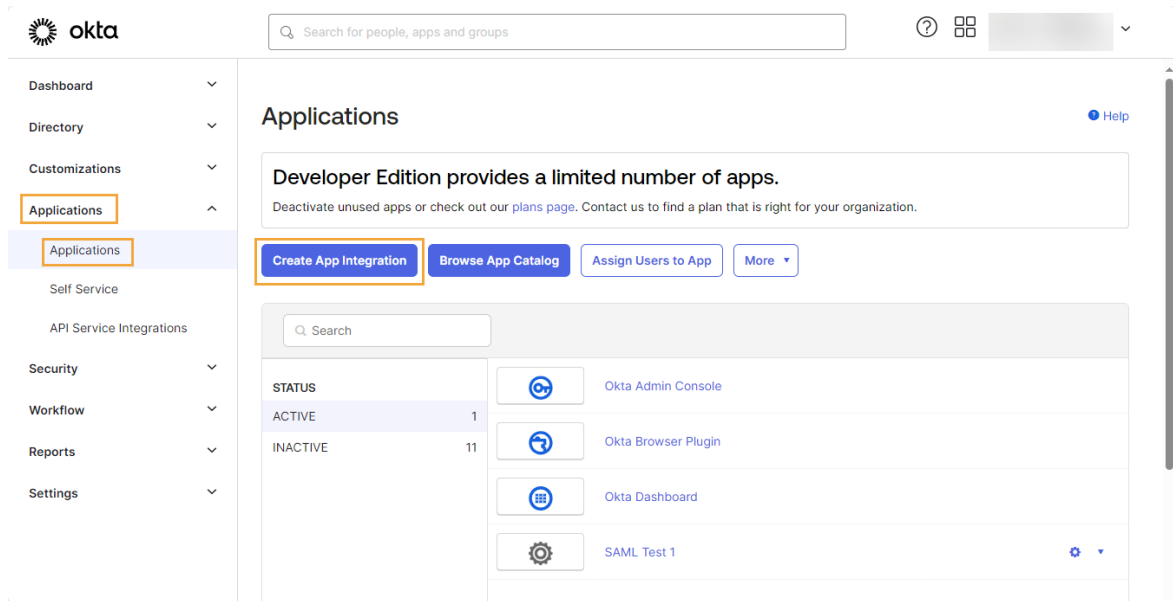 okta
Search for people, apps and groups
Dashboard
Directory
Customizations
Applications
Applications
Self Service
API Service Integrations
Security
Workflow
Reports
Settings
Applications
Help
Developer Edition provides a limited number of apps.
Deactivate unused apps or check out our plans page. Contact us to find a plan that is right for your organization.
Create App Integration
Browse App Catalog
Assign Users to App
More
Search
STATUS
ACTIVE 1
INACTIVE 11
Okta Admin Console
Okta Browser Plugin
Okta Dashboard
SAML Test 1